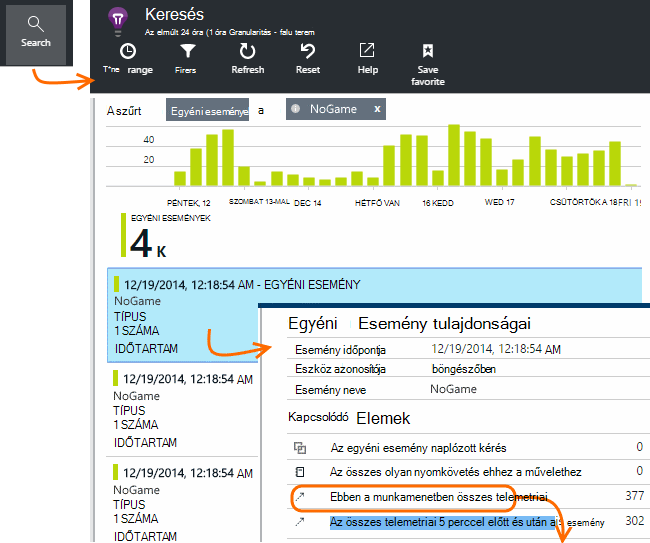 Search
Keresés
Az elmúlt 24 óra (1 óra Granularitás - falu terem
T*ne range
Firers
Refresh
Reset
Help
Save favorite
A szűrt
Egyéni eseménye
a
NoGame x
40
20
PÉNTEK, 12
SZOMBAT 13-MAL
DEC 14
HÉTFŐ VAN
16 KEDD
WED 17
CSÜTÖRTÖK A 18
FRI 19
EGYÉNI ESEMÉNYEK
4 K
12/19/2014, 12:18:54 AM - EGYÉNI ESEMÉNY
NoGame
TÍPUS
1 SZÁMA
IDŐTARTAM
12/19/2014, 12:18:54 AM
NoGame
TÍPUS
1 SZÁMA
IDŐTARTAM
12/19/2014, 12:18:54 AM
NoGame
TÍPUS
1 SZÁMA
IDŐTARTAM
Egyéni Esemény tulajdonságai
Esemény időpontja 12/19/2014, 12:18:54 AM
Eszköz azonosítója böngészőben
Esemény neve NoGame
Kapcsolódó Elemek
Az egyéni esemény naplózott kérés 0
Az összes olyan nyomkövetés ehhez a művelethez 0
Ebben a munkamenetben összes telemetriai 377
Az összes telemetriai 5 perccel előtt és után a esemény 302